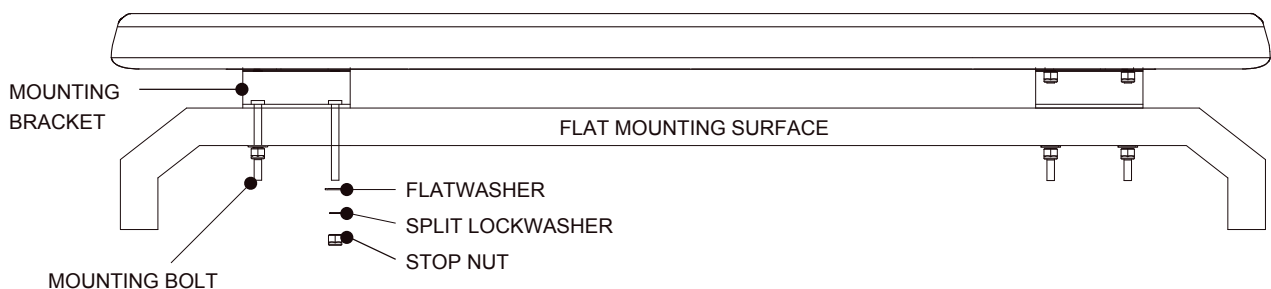 MOUNTING
BRACKET
FLAT MOUNTING SURFACE
FLATWASHER
SPLIT LOCKWASHER
STOP NUT
MOUNTING BOLT